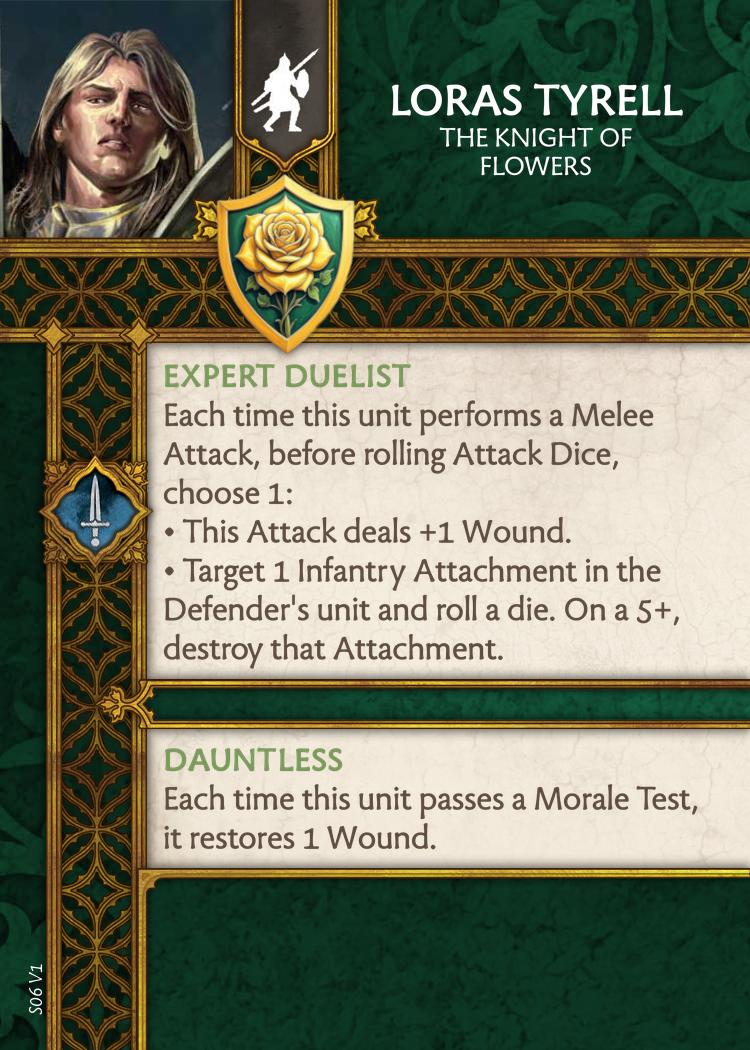 LORAS TYRELL
THE KNIGHT OF
FLOWERS
EXPERT DUELIST
Each time this unit performs a Melee
Attack, before rolling Attack Dice,
choose 1:
• This Attack deals +1 Wound.
• Target 1 Infantry Attachment in the
Defender's unit and roll a die. On a 5+,
destroy that Attachment.
DAUNTLESS
Each time this unit passes a Morale Test,
it restores 1 Wound.
S06 V1